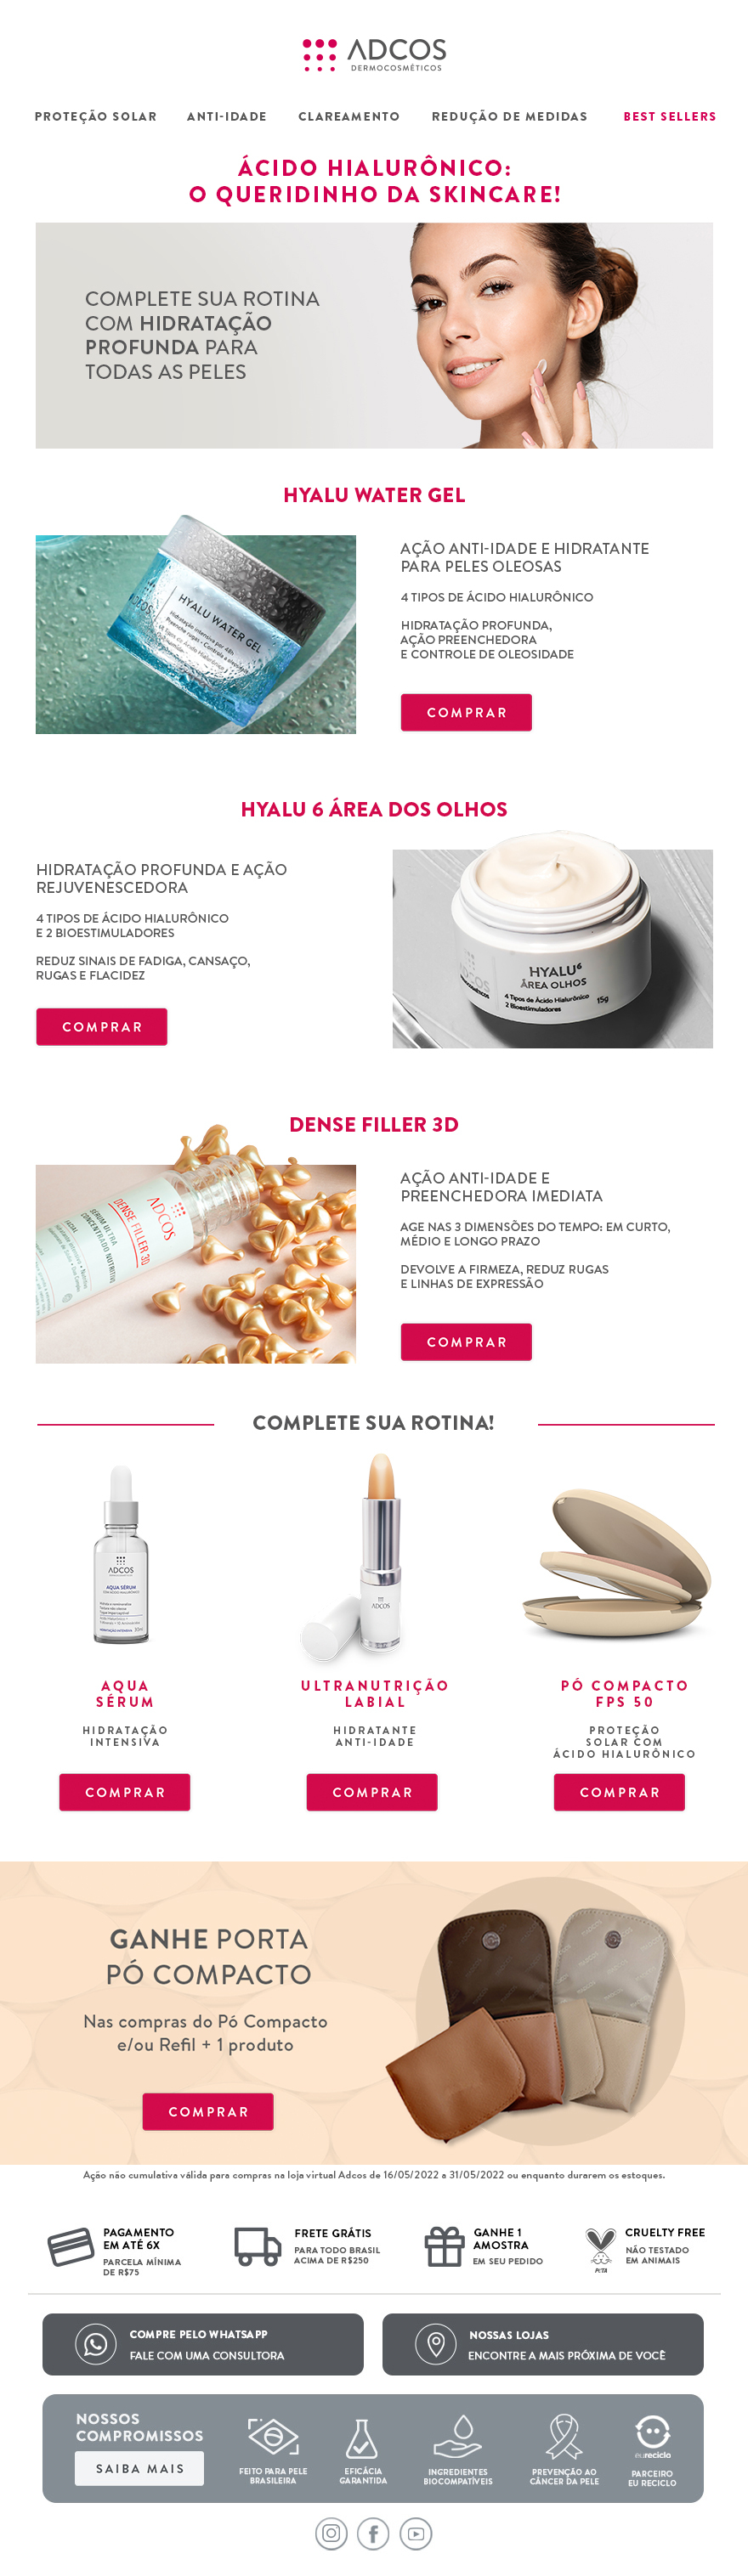 ADCOS
DERMOCOSMÉTICOS
PROTEÇÃO SOLAR ANTI-IDADE CLAREAMENTO REDUÇÃO DE MEDIDAS BEST SELLERS
ÁCIDO HIALURÔNICO:
O QUERIDINHO DA SKINCARE!
COMPLETE SUA ROTINA
COM HIDRATAÇÃO
PROFUNDA PARA
TODAS AS PELES
HYALU WATER GEL
ADCOS
HYALU WATER GEL
Hidratação intensiva por 48h
AÇÃO ANTI-IDADE E HIDRATANTE
PARA PELES OLEOSAS
4 TIPOS DE ÁCIDO HIALURÔNICO
HIDRATAÇÃO PROFUNDA,
AÇÃO PREENCHEDORA
E CONTROLE DE OLEOSIDADE
COMPRAR
HYALU 6 ÁREA DOS OLHOS
HIDRATAÇÃO PROFUNDA E AÇÃO
REJUVENESCEDORA
4 TIPOS DE ÁCIDO HIALURÔNICO
E 2 BIOESTIMULADORES
REDUZ SINAIS DE FADIGA, CANSAÇO,
RUGAS E FLACIDEZ
COMPRAR
HYALU⁶
ÁREA OLHOS
4 Tipos de Ácido Hialurônico
2 Bioestimuladores
15g
DENSE FILLER 3D
ADCOS
DENSE FILLER 3D
SERUM ULTRA
CONCENTRADO NUTRITIVO
FACIAL
AÇÃO ANTI-IDADE E
PREENCHEDORA IMEDIATA
AGE NAS 3 DIMENSÕES DO TEMPO: EM CURTO,
MÉDIO E LONGO PRAZO
DEVOLVE A FIRMEZA, REDUZ RUGAS
E LINHAS DE EXPRESSÃO
COMPRAR
COMPLETE SUA ROTINA!
ADCOS
AQUA SÉRUM
ADCOS
AQUA
SÉRUM
HIDRATAÇÃO
INTENSIVA
COMPRAR
ULTRANUTRIÇÃO
LABIAL
HIDRATANTE
ANTI-IDADE
COMPRAR
PÓ COMPACTO
FPS 50
PROTEÇÃO
SOLAR COM
ÁCIDO HIALURÔNICO
COMPRAR
GANHE PORTA
PÓ COMPACTO
Nas compras do Pó Compacto
e/ou Refil + 1 produto
COMPRAR
Ação não cumulativa válida para compras na loja virtual Adcos de 16/05/2022 a 31/05/2022 ou enquanto durarem os estoques.
PAGAMENTO
EM ATÉ 6X
PARCELA MÍNIMA
DE R$75
FRETE GRÁTIS
PARA TODO BRASIL
ACIMA DE R$250
GANHE 1
AMOSTRA
EM SEU PEDIDO
PETA
CRUELTY FREE
NÃO TESTADO
EM ANIMAIS
COMPRE PELO WHATSAPP
FALE COM UMA CONSULTORA
NOSSAS LOJAS
ENCONTRE A MAIS PRÓXIMA DE VOCÊ
NOSSOS
COMPROMISSOS
SAIBA MAIS
FEITO PARA PELE
BRASILEIRA
EFICÁCIA
GARANTIDA
INGREDIENTES
BIOCOMPATÍVEIS
PREVENÇÃO AO
CÂNCER DA PELE
eureciclo
PARCEIRO
EU RECICLO